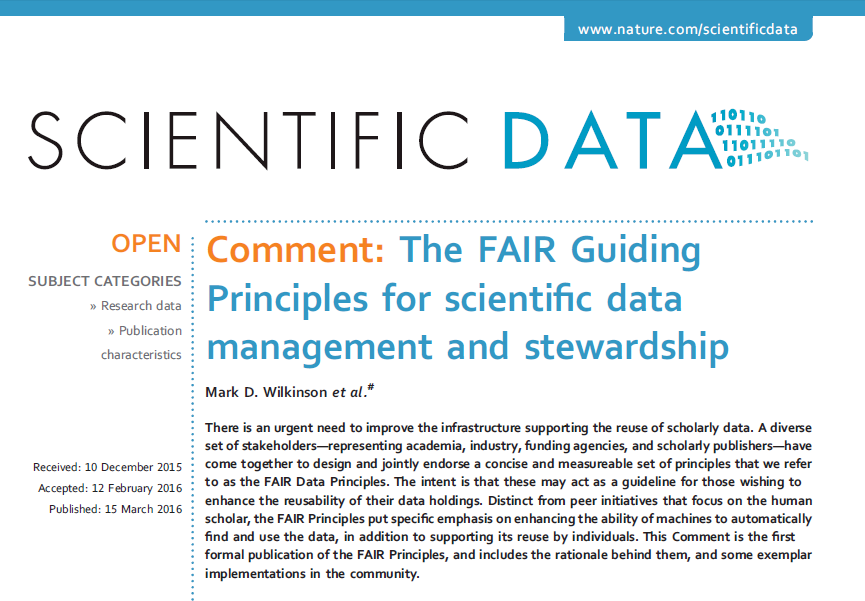 www.nature.com/scientificdata
SCIENTIFIC DATA
110110
0111101
11011110
011101101
OPEN
SUBJECT CATEGORIES
» Research data
» Publication
characteristics
Received: 10 December 2015
Accepted: 12 February 2016
Published: 15 March 2016
Comment: The FAIR Guiding
Principles for scientific data
management and stewardship
Mark D. Wilkinson et al.#
There is an urgent need to improve the infrastructure supporting the reuse of scholarly data. A diverse
set of stakeholders—representing academia, industry, funding agencies, and scholarly publishers—have
come together to design and jointly endorse a concise and measureable set of principles that we refer
to as the FAIR Data Principles. The intent is that these may act as a guideline for those wishing to
enhance the reusability of their data holdings. Distinct from peer initiatives that focus on the human
scholar, the FAIR Principles put specific emphasis on enhancing the ability of machines to automatically
find and use the data, in addition to supporting its reuse by individuals. This Comment is the first
formal publication of the FAIR Principles, and includes the rationale behind them, and some exemplar
implementations in the community.